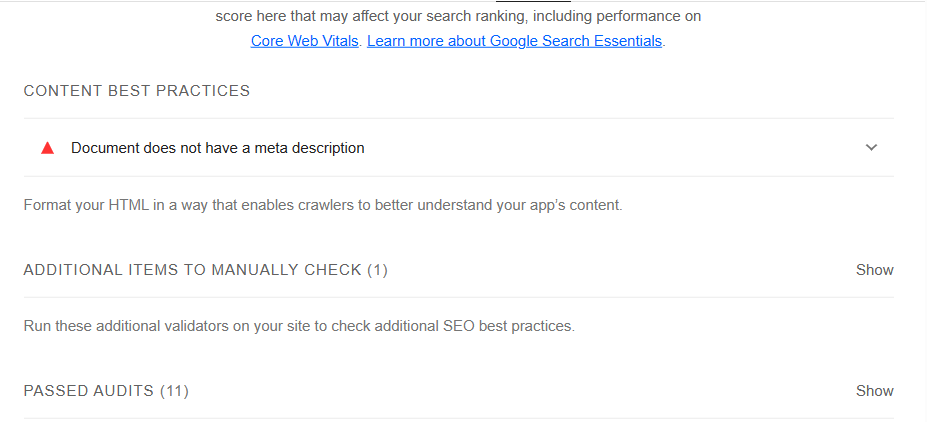 score here that may affect your search ranking, including performance on
Core Web Vitals. Learn more about Google Search Essentials.
CONTENT BEST PRACTICES
Document does not have a meta description
Format your HTML in a way that enables crawlers to better understand your app’s content.
ADDITIONAL ITEMS TO MANUALLY CHECK (1) Show
Run these additional validators on your site to check additional SEO best practices.
PASSED AUDITS (11) Show